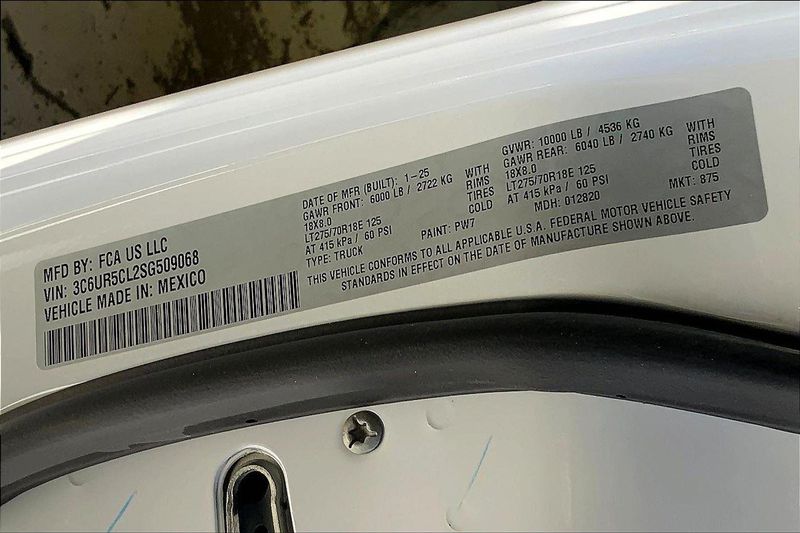 MFD BY: FCA US LLC
VIN: 3C6UR5CL2SG509068
VEHICLE MADE IN: MEXICO
DATE OF MFR (BUILT): 1-25
GAWR FRONT: 6000 LB / 2722 KG WITH
18X8.0 RIMS
LT275/70R18E 125 TIRES
AT 415 kPa / 60 PSI COLD
TYPE: TRUCK PAINT: PW7
GVWR: 10000 LB / 4536 KG
GAWR REAR: 6040 LB / 2740 KG WITH
18X8.0 RIMS
LT275/70R18E 125 TIRES
AT 415 kPa / 60 PSI COLD
MDH: 012820 MKT: 875
THIS VEHICLE CONFORMS TO ALL APPLICABLE U.S.A. FEDERAL MOTOR VEHICLE SAFETY
STANDARDS IN EFFECT ON THE DATE OF MANUFACTURE SHOWN ABOVE.